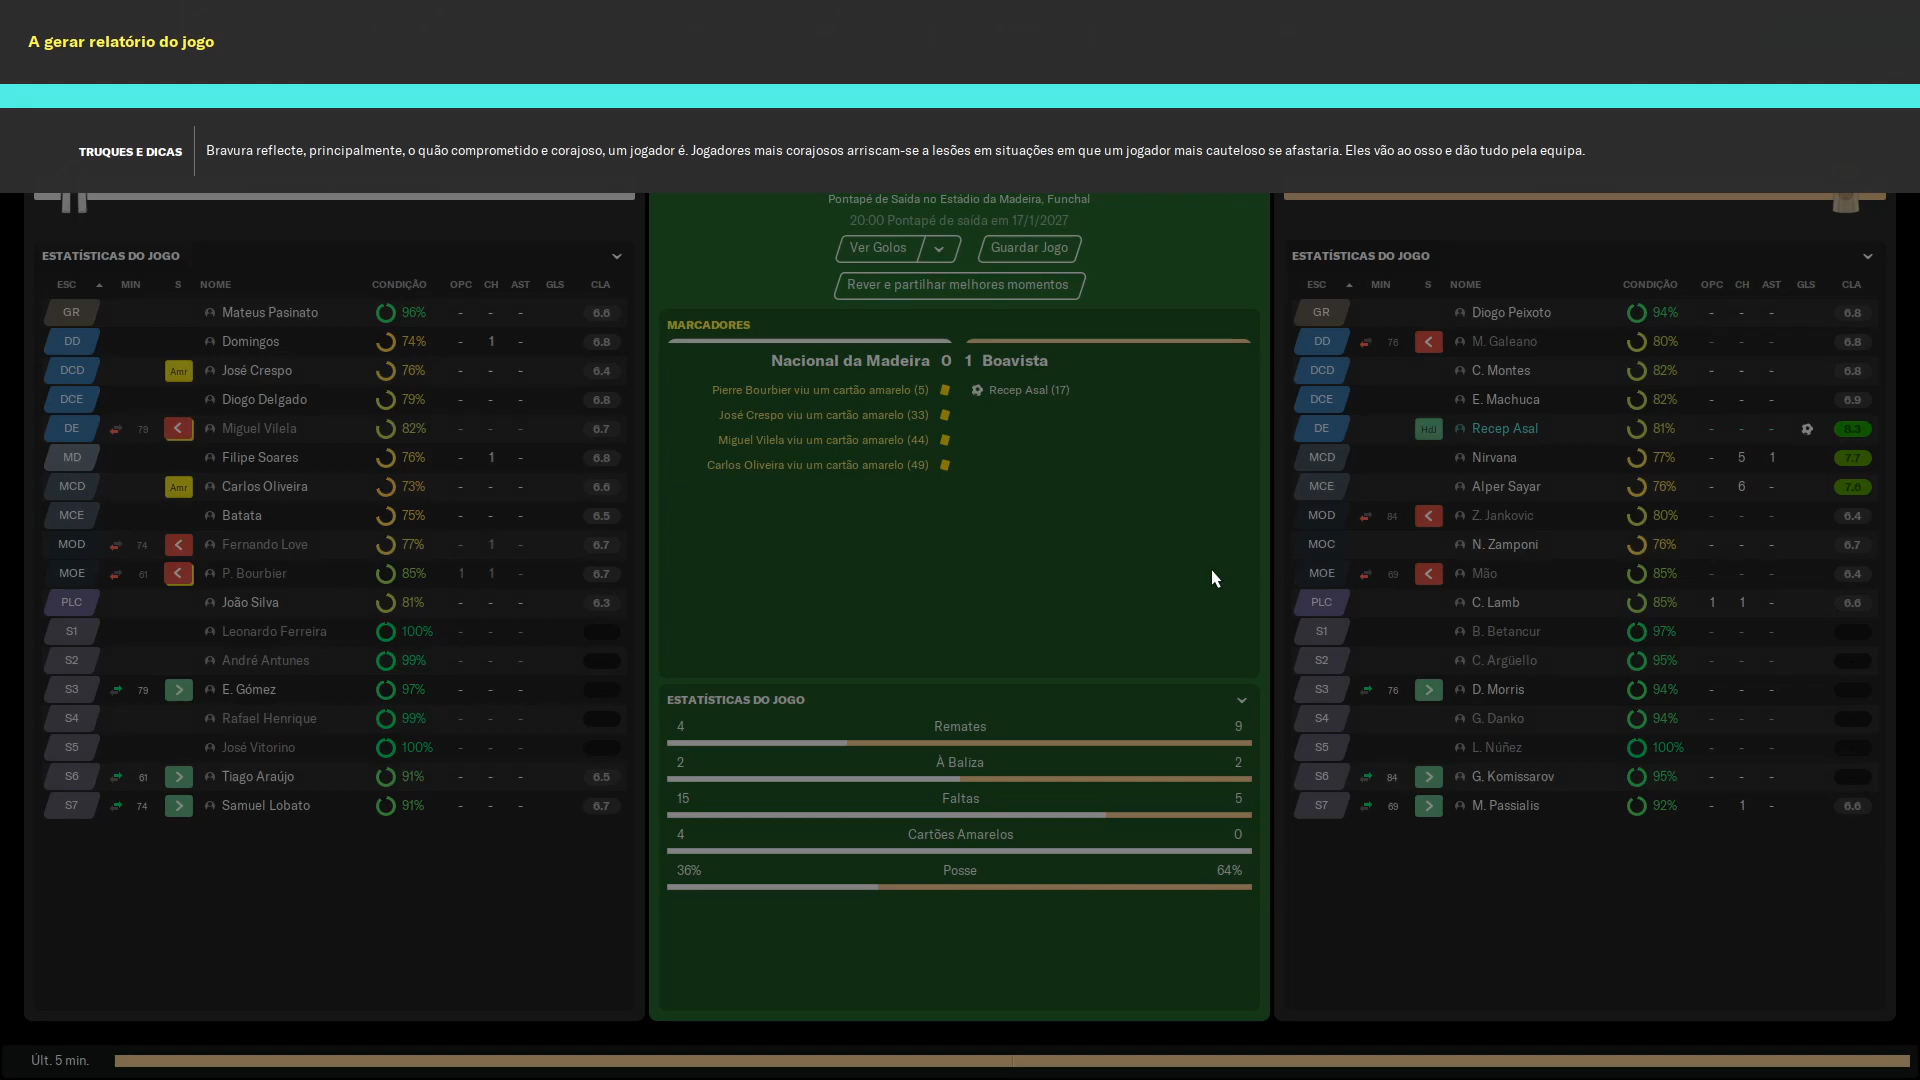 A gerar relatório do jogo
TRUQUES E DICAS
Bravura reflecte, principalmente, o quão comprometido e corajoso, um jogador é. Jogadores mais corajosos arriscam-se a lesões em situações em que um jogador mais cauteloso se afastaria. Eles vão ao osso e dão tudo pela equipa.
ESTATÍSTICAS DO JOGO
ESC MIN S NOME CONDIÇÃO OPC CH AST GLS CLA
GR Mateus Pasinato 96% - - - 6.6
DD Domingos 74% - 1 - 6.8
DCD Amr José Crespo 76% - - - 6.4
DCE Diogo Delgado 79% - - - 6.8
DE 79 Miguel Vilela 82% - - - 6.7
MD Filipe Soares 76% - 1 - 6.8
MCD Amr Carlos Oliveira 73% - - - 6.6
MCE Batata 75% - - - 6.5
MOD 74 Fernando Love 77% - 1 - 6.7
MOE 61 P. Bourbier 85% 1 1 - 6.7
PLC João Silva 81% - - - 6.3
S1 Leonardo Ferreira 100% - - -
S2 André Antunes 99% - - -
S3 79 E. Gómez 97% - - -
S4 Rafael Henrique 99% - - -
S5 José Vitorino 100% - - -
S6 61 Tiago Araújo 91% - - - 6.5
S7 74 Samuel Lobato 91% - - - 6.7
Pontapé de Saída no Estádio da Madeira, Funchal
20:00 Pontapé de saída em 17/1/2027
Ver Golos
Guardar Jogo
Rever e partilhar melhores momentos
MARCADORES
Nacional da Madeira 0 1 Boavista
Pierre Bourbier viu um cartão amarelo (5)
Recep Asal (17)
José Crespo viu um cartão amarelo (33)
Miguel Vilela viu um cartão amarelo (44)
Carlos Oliveira viu um cartão amarelo (49)
ESTATÍSTICAS DO JOGO
4 Remates 9
2 À Baliza 2
15 Faltas 5
4 Cartões Amarelos 0
36% Posse 64%
ESTATÍSTICAS DO JOGO
ESC MIN S NOME CONDIÇÃO OPC CH AST GLS CLA
GR Diogo Peixoto 94% - - - 6.8
DD 76 M. Galeano 80% - - - 6.8
DCD C. Montes 82% - - - 6.8
DCE E. Machuca 82% - - - 6.9
DE HdJ Recep Asal 81% - - - 8.3
MCD Nirvana 77% - 5 1 7.7
MCE Alper Sayar 76% - 6 - 7.6
MOD 84 Z. Jankovic 80% - - - 6.4
MOC N. Zamponi 76% - - - 6.7
MOE 69 Mão 85% - - - 6.4
PLC C. Lamb 85% 1 1 - 6.6
S1 B. Betancur 97% - - -
S2 C. Argüello 95% - - -
S3 76 D. Morris 94% - - -
S4 G. Danko 94% - - -
S5 L. Núñez 100% - - -
S6 84 G. Komissarov 95% - - -
S7 69 M. Passialis 92% - 1 - 6.6
Últ. 5 min.